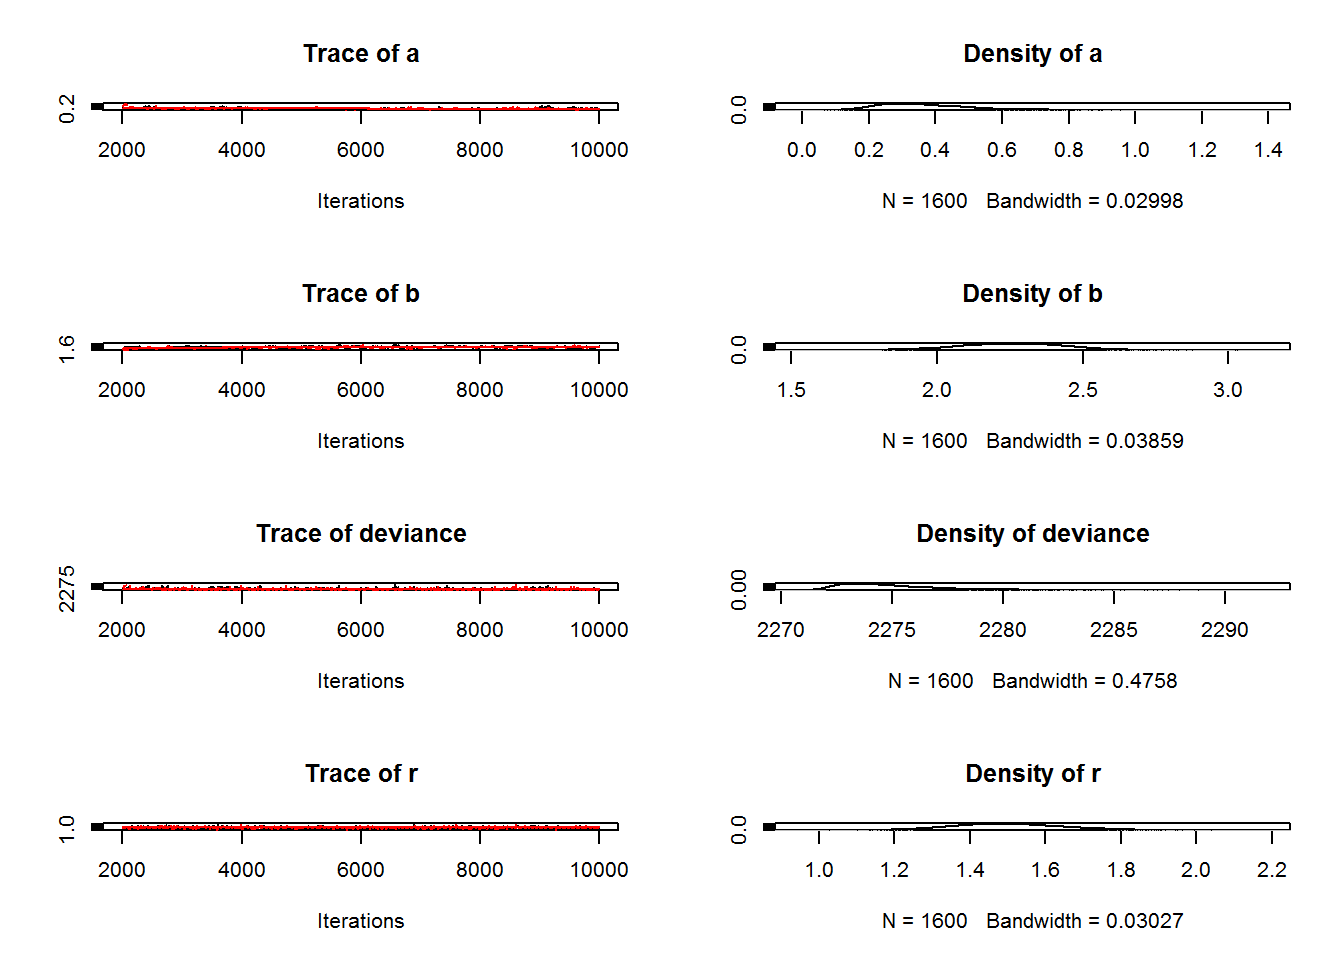 Trace of a
0.2
2000 4000 6000 8000 10000
Iterations
Density of a
0.0
0.0 0.2 0.4 0.6 0.8 1.0 1.2 1.4
N = 1600 Bandwidth = 0.02998
Trace of b
1.6
2000 4000 6000 8000 10000
Iterations
Density of b
0.0
1.5 2.0 2.5 3.0
N = 1600 Bandwidth = 0.03859
Trace of deviance
2275
2000 4000 6000 8000 10000
Iterations
Density of deviance
0.00
2270 2275 2280 2285 2290
N = 1600 Bandwidth = 0.4758
Trace of r
1.0
2000 4000 6000 8000 10000
Iterations
Density of r
0.0
1.0 1.2 1.4 1.6 1.8 2.0 2.2
N = 1600 Bandwidth = 0.03027